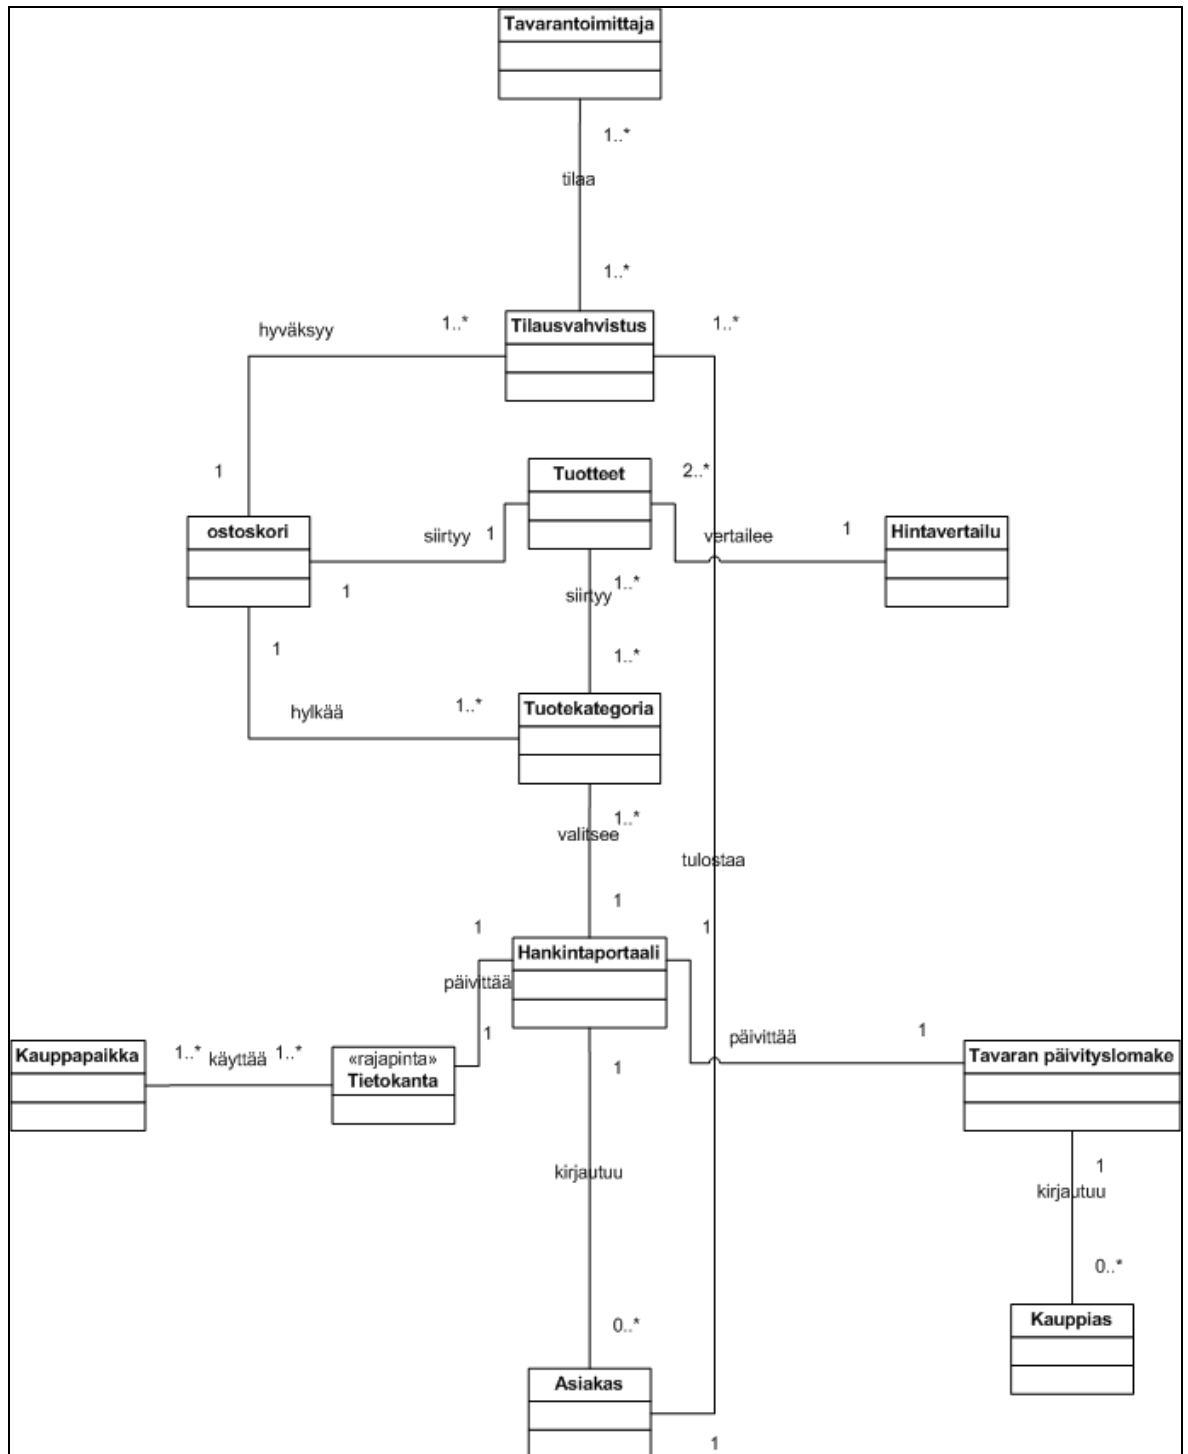 Tavarantoimittaja
1..*
tilaa
1..*
hyväksyy
1..*
Tilausvahvistus
1..*
1
Tuotteet
2..*
ostoskori
siirtyy
1
vertailee
1
Hintavertailu
1
siirtyy
1..*
1
1..*
hylkää
1..*
Tuotekategoria
1..*
valitsee
tulostaa
1
1
1
Hankintaportaali
päivittää
1
päivittää
1
Kauppapaikka
1..*
käyttää
1..*
«rajapinta»
Tietokanta
Tavaran päivityslomake
1
kirjautuu
1
kirjautuu
0..*
0..*
Kauppias
Asiakas
1